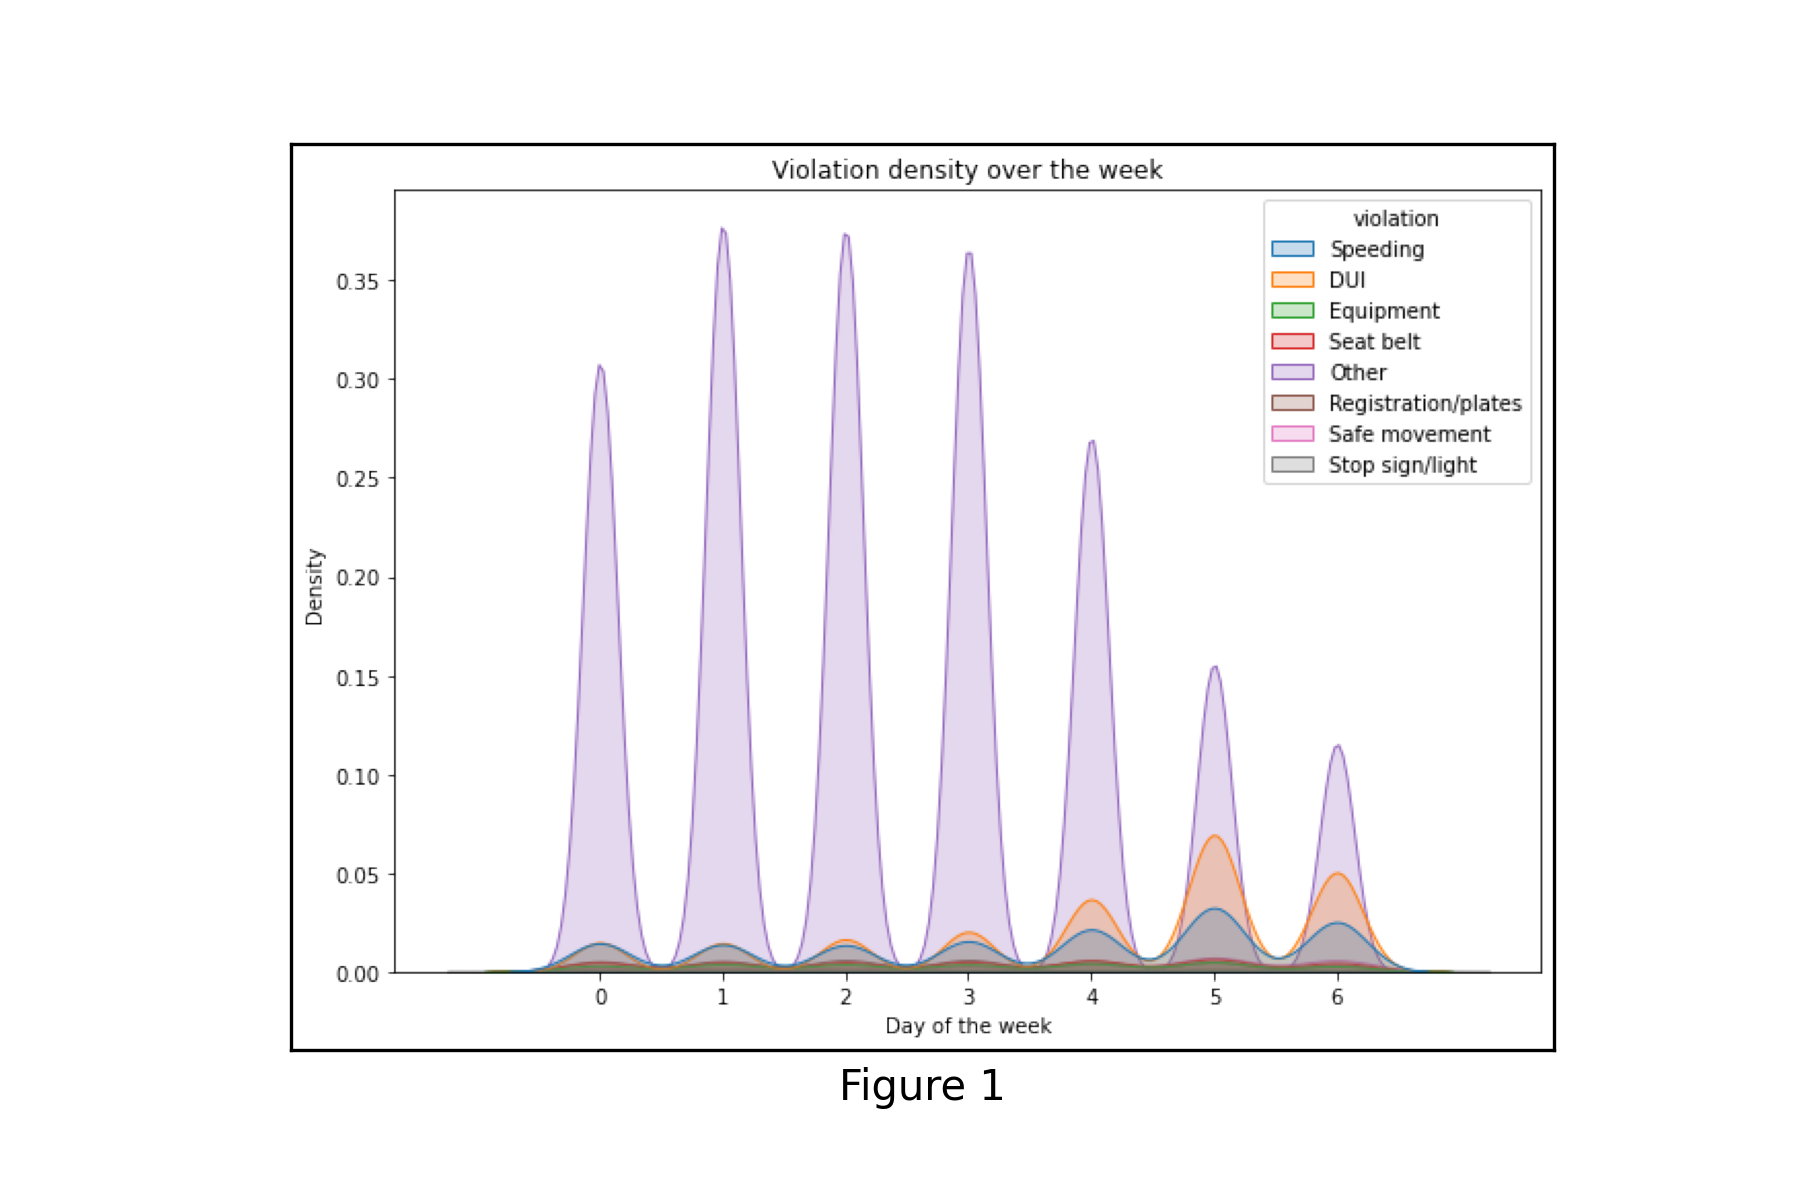 Violation density over the week
violation
Speeding
DUI
Equipment
Seat belt
Other
Registration/plates
Safe movement
Stop sign/light
0.35
0.30
0.25
0.20
0.15
0.10
0.05
0.00
Density
0 1 2 3 4 5 6
Day of the week
Figure 1